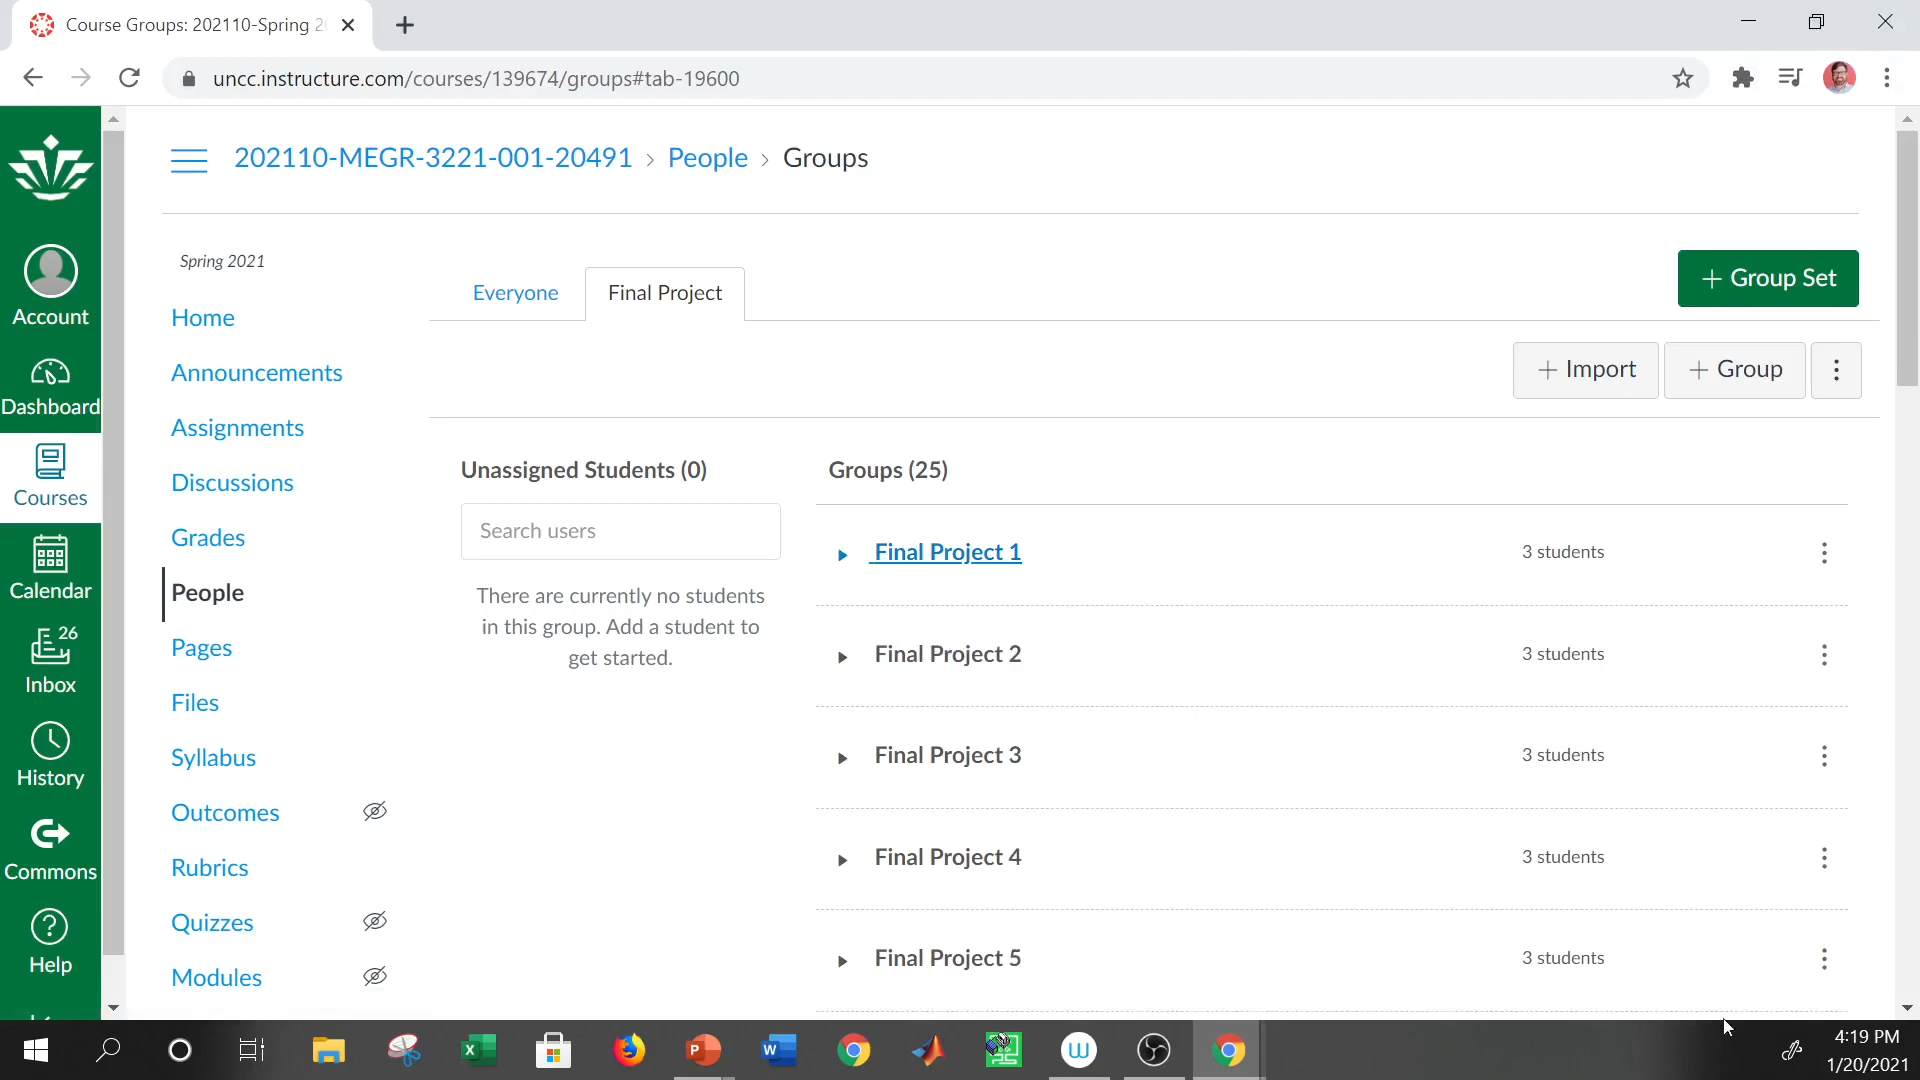 Course Groups: 202110-Spring 2
uncc.instructure.com/courses/139674/groups#tab-19600
202110-MEGR-3221-001-20491 › People › Groups
Spring 2021
Home
Announcements
Assignments
Discussions
Grades
People
Pages
Files
Syllabus
Outcomes
Rubrics
Quizzes
Modules
Account
Dashboard
Courses
Calendar
26
Inbox
History
Commons
Help
Everyone
Final Project
+ Group Set
+ Import
+ Group
Unassigned Students (0)
Search users
There are currently no students
in this group. Add a student to
get started.
Groups (25)
Final Project 1 3 students
Final Project 2 3 students
Final Project 3 3 students
Final Project 4 3 students
Final Project 5 3 students
4:19 PM
1/20/2021